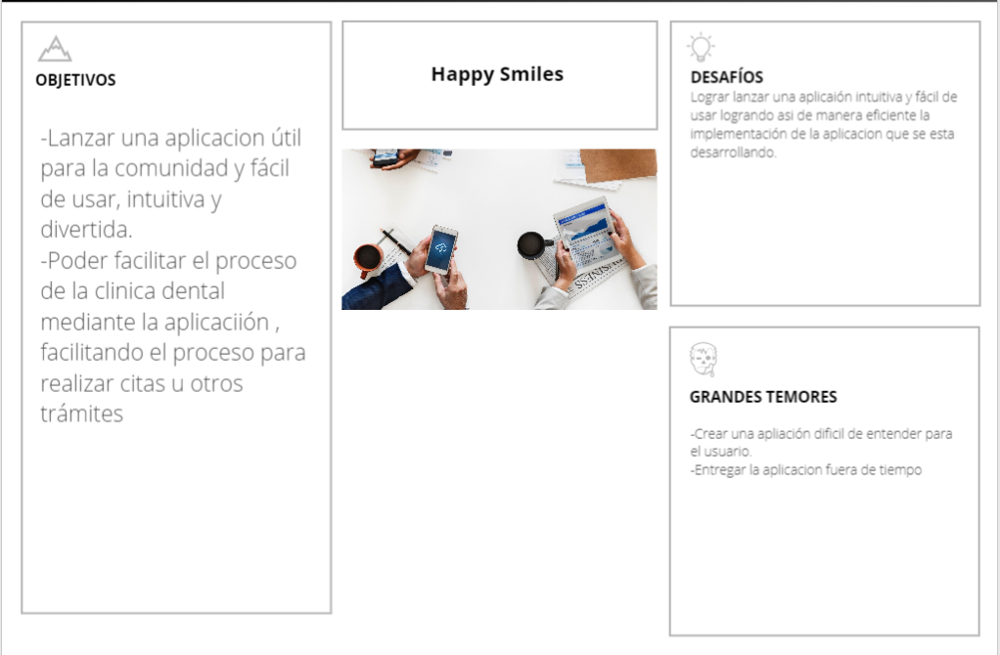 OBJETIVOS
-Lanzar una aplicacion útil
para la comunidad y fácil
de usar, intuitiva y
divertida.
-Poder facilitar el proceso
de la clinica dental
mediante la aplicaciión ,
facilitando el proceso para
realizar citas u otros
trámites
Happy Smiles
BUSINESS
DESAFÍOS
Lograr lanzar una aplicaión intuitiva y fácil de
usar logrando asi de manera eficiente la
implementación de la aplicacion que se esta
desarrollando.
GRANDES TEMORES
-Crear una apliación dificil de entender para
el usuario.
-Entregar la aplicacion fuera de tiempo